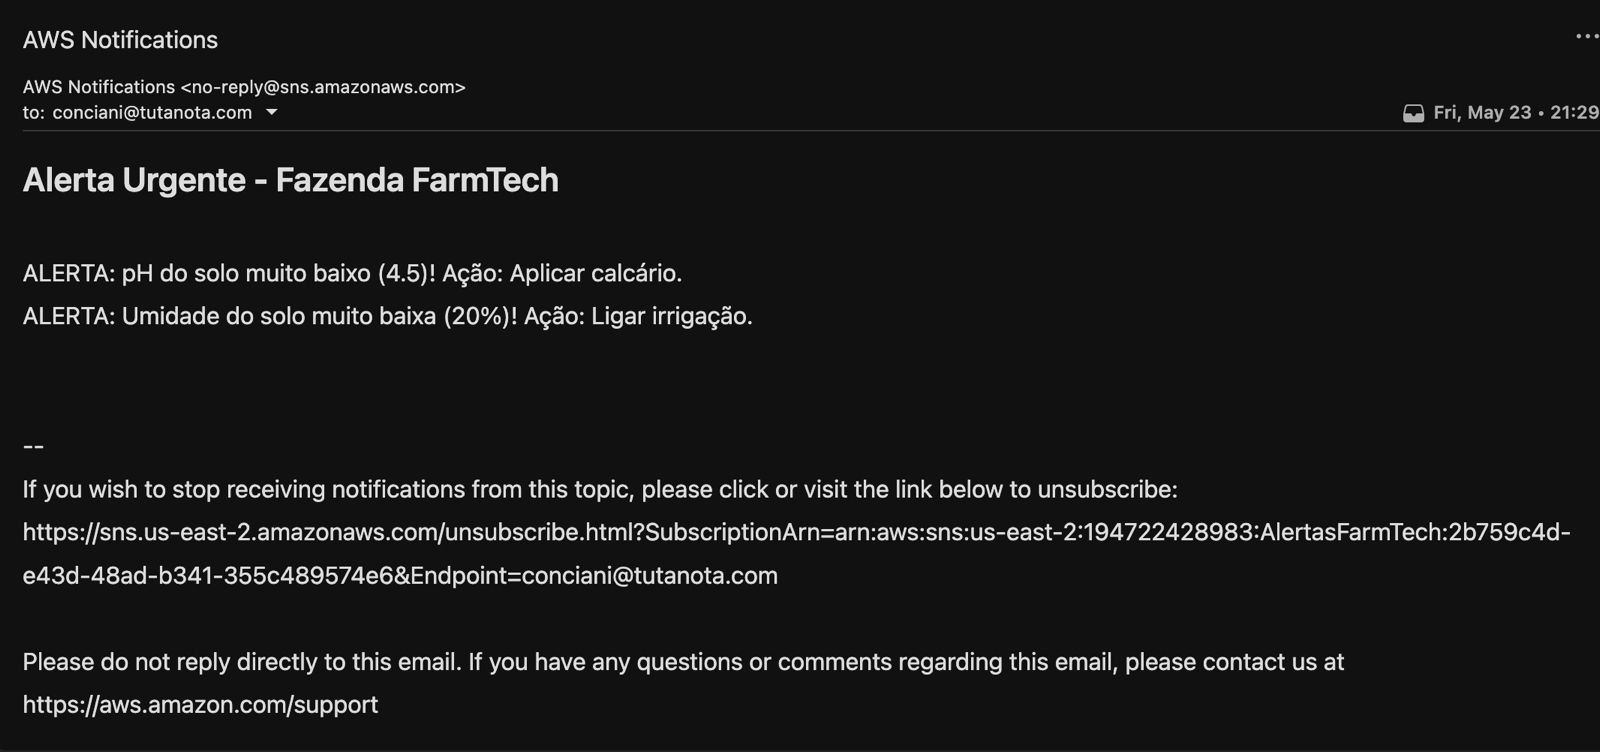 AWS Notifications
AWS Notifications <no-reply@sns.amazonaws.com>
to: conciani@tutanota.com
Fri, May 23 • 21:29
Alerta Urgente - Fazenda FarmTech
ALERTA: pH do solo muito baixo (4.5)! Ação: Aplicar calcário.
ALERTA: Umidade do solo muito baixa (20%)! Ação: Ligar irrigação.
--
If you wish to stop receiving notifications from this topic, please click or visit the link below to unsubscribe:
https://sns.us-east-2.amazonaws.com/unsubscribe.html?SubscriptionArn=arn:aws:sns:us-east-2:194722428983:AlertasFarmTech:2b759c4d-
e43d-48ad-b341-355c489574e6&Endpoint=conciani@tutanota.com
Please do not reply directly to this email. If you have any questions or comments regarding this email, please contact us at
https://aws.amazon.com/support